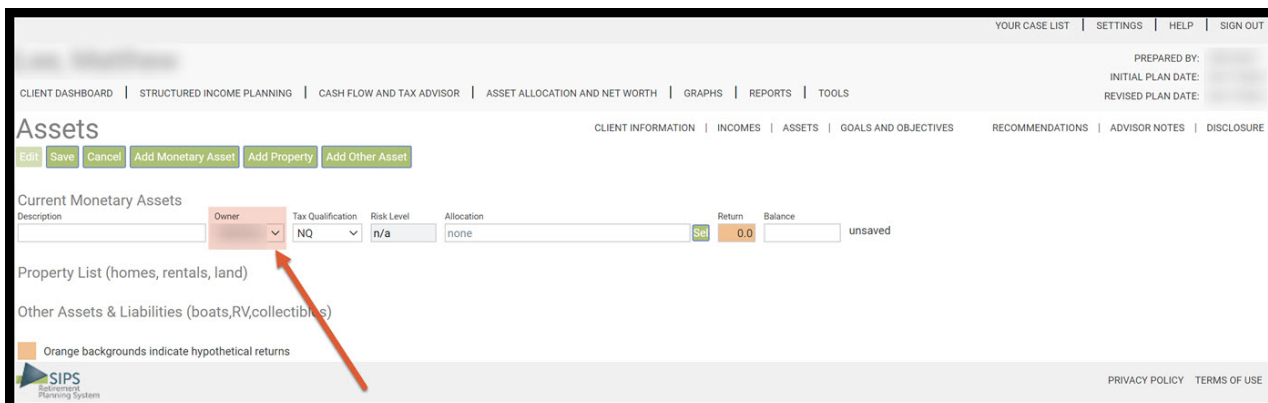 YOUR CASE LIST | SETTINGS | HELP | SIGN OUT
PREPARED BY:
INITIAL PLAN DATE:
REVISED PLAN DATE:
CLIENT DASHBOARD | STRUCTURED INCOME PLANNING | CASH FLOW AND TAX ADVISOR | ASSET ALLOCATION AND NET WORTH | GRAPHS | REPORTS | TOOLS
Assets
CLIENT INFORMATION | INCOMES | ASSETS | GOALS AND OBJECTIVES RECOMMENDATIONS | ADVISOR NOTES | DISCLOSURE
Edit Save Cancel Add Monetary Asset Add Property Add Other Asset
Current Monetary Assets
Description Owner Tax Qualification Risk Level Allocation Return Balance
NQ n/a none Sel 0.0 unsaved
Property List (homes, rentals, land)
Other Assets & Liabilities (boats,RV,collectibles)
Orange backgrounds indicate hypothetical returns
SIPS
Retirement
Planning System
PRIVACY POLICY TERMS OF USE